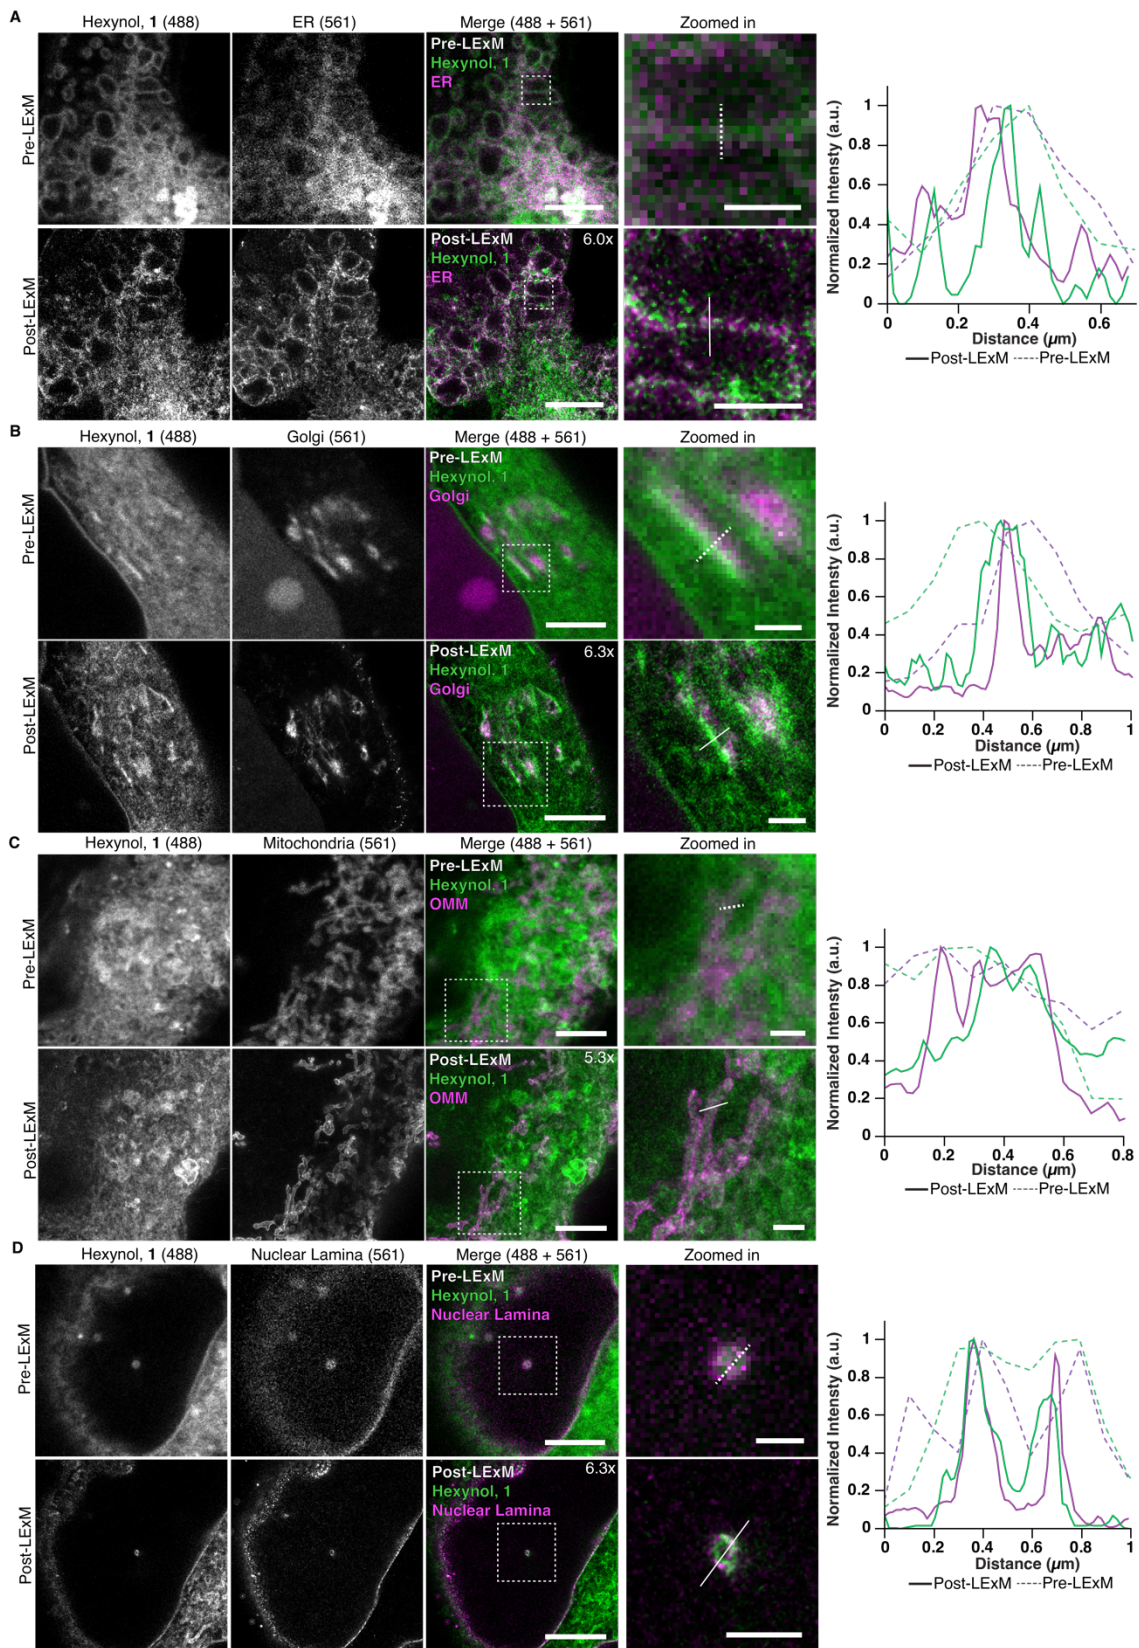 A
Hexynol, 1 (488)
ER (561)
Merge (488 + 561)
Zoomed in
Pre-LExM
Pre-LExM
Hexynol, 1
ER
Post-LExM
Post-LExM
6.0x
Hexynol, 1
ER
Normalized Intensty (a.u.)
1
0.8
0.6
0.4
0.2
0
0
0.2
0.4
0.6
Distance (µm)
Post-LExM
Pre-LExM
B
Hexynol, 1 (488)
Golgi (561)
Merge (488 + 561)
Zoomed in
Pre-LExM
Pre-LExM
Hexynol, 1
Golgi
Post-LExM
Post-LExM
6.3x
Hexynol, 1
Golgi
Normalized Intensty (a.u.)
1
0.8
0.6
0.4
0.2
0
0
0.2
0.4
0.6
0.8
1
Distance (µm)
Post-LExM
Pre-LExM
C
Hexynol, 1 (488)
Mitochondria (561)
Merge (488 + 561)
Zoomed in
Pre-LExM
Pre-LExM
Hexynol, 1
OMM
Post-LExM
Post-LExM
5.3x
Hexynol, 1
OMM
Normalized Intensty (a.u.)
1
0.8
0.6
0.4
0.2
0
0
0.2
0.4
0.6
0.8
Distance (µm)
Post-LExM
Pre-LExM
D
Hexynol, 1 (488)
Nuclear Lamina (561)
Merge (488 + 561)
Zoomed in
Pre-LExM
Pre-LExM
Hexynol, 1
Nuclear Lamina
Post-LExM
Post-LExM
6.3x
Hexynol, 1
Nuclear Lamina
Normalized Intensty (a.u.)
1
0.8
0.6
0.4
0.2
0
0
0.2
0.4
0.6
0.8
1
Distance (µm)
Post-LExM
Pre-LExM